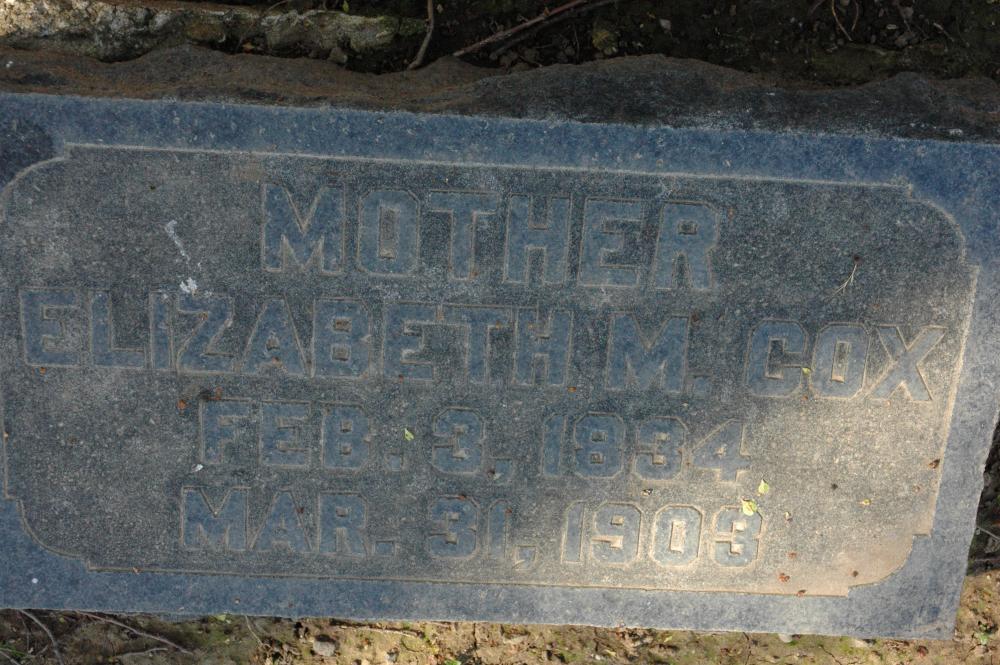 MOTHER
ELIZABETH M. COX
FEB. 3, 1834
MAR. 31, 1903